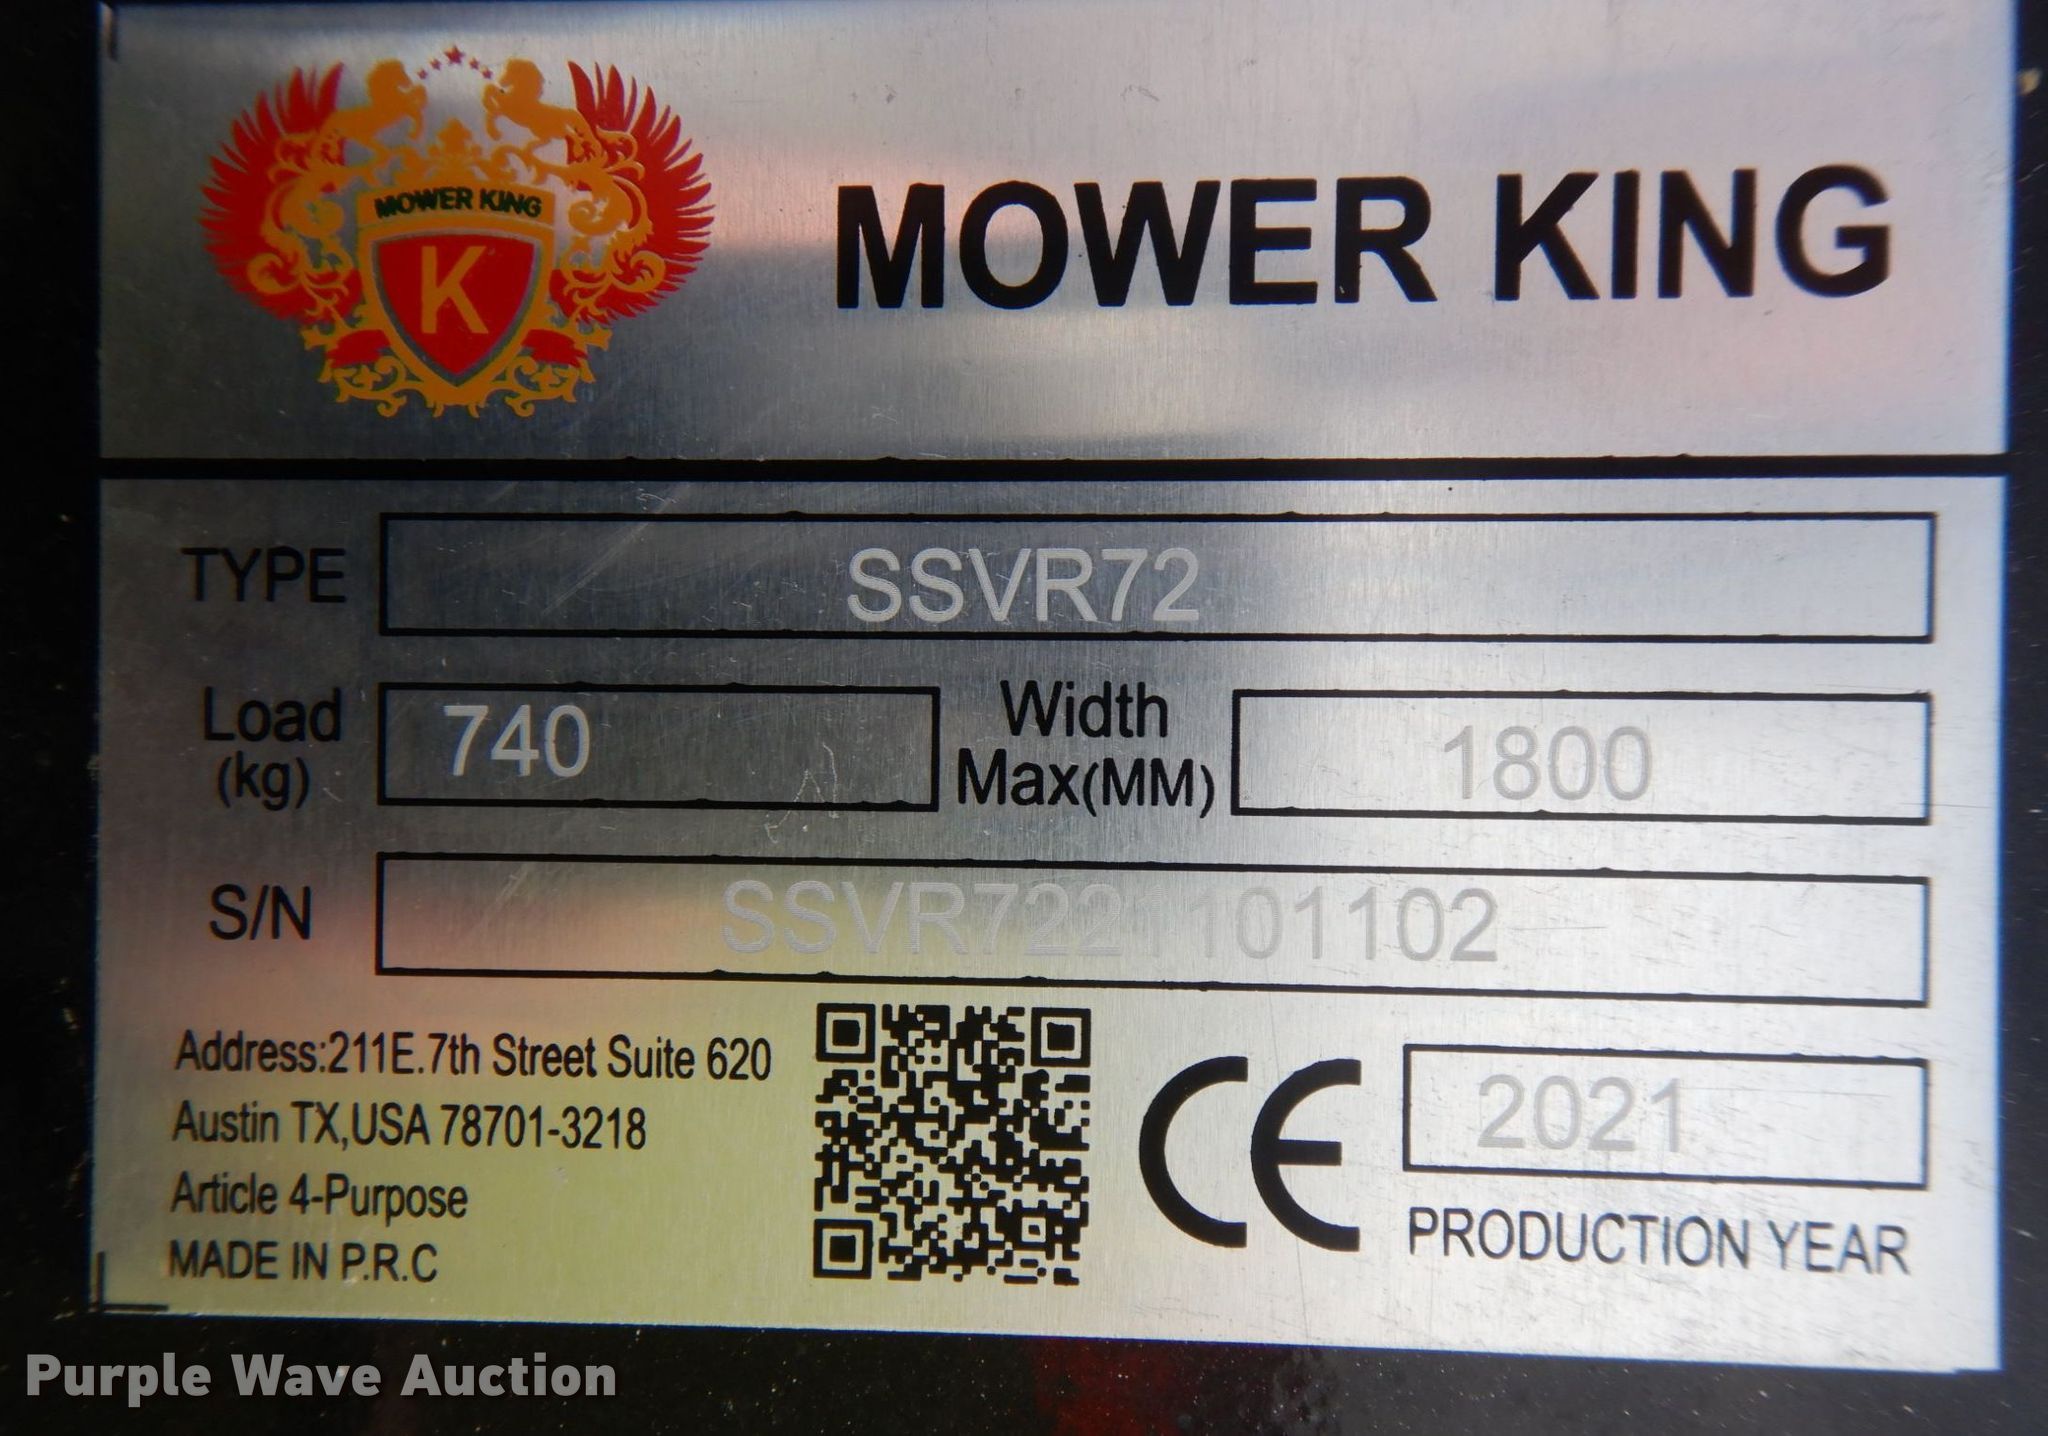 MOWER KING
K
MOWER KING
TYPE SSVR72
Load (kg) 740 Width Max(MM) 1800
S/N SSVR7221101102
Address:211E.7th Street Suite 620
Austin TX,USA 78701-3218
Article 4-Purpose
MADE IN P.R.C
CE
2021
PRODUCTION YEAR
Purple Wave Auction